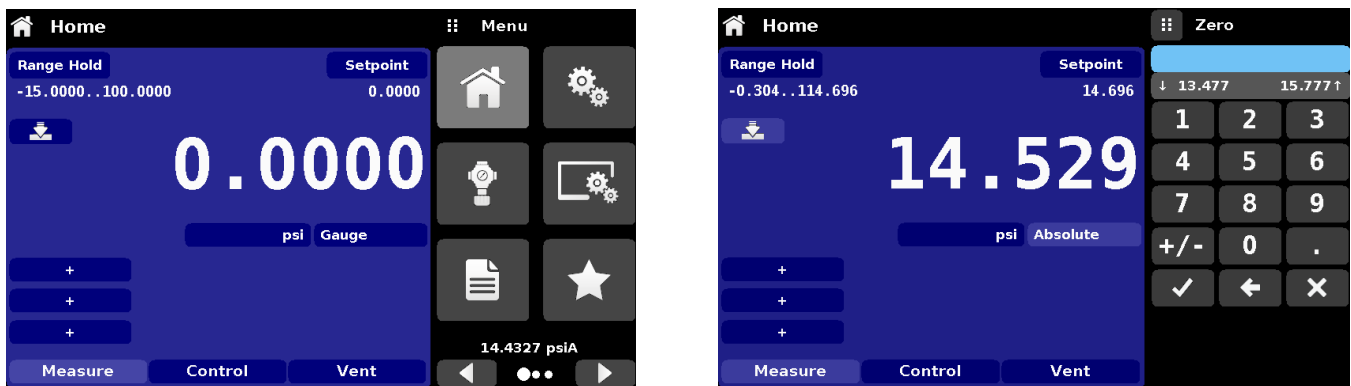 Home
Menu
Range Hold
Setpoint
-15.0000..100.0000
0.0000
0.0000
psi Gauge
+
+
+
14.4327 psiA
Measure
Control
Vent
Home
Zero
Range Hold
Setpoint
-0.304..114.696
14.696
↓ 13.477
15.777↑
14.529
1 2 3
4 5 6
7 8 9
psi Absolute
+/- 0 .
+
+
+
Measure
Control
Vent